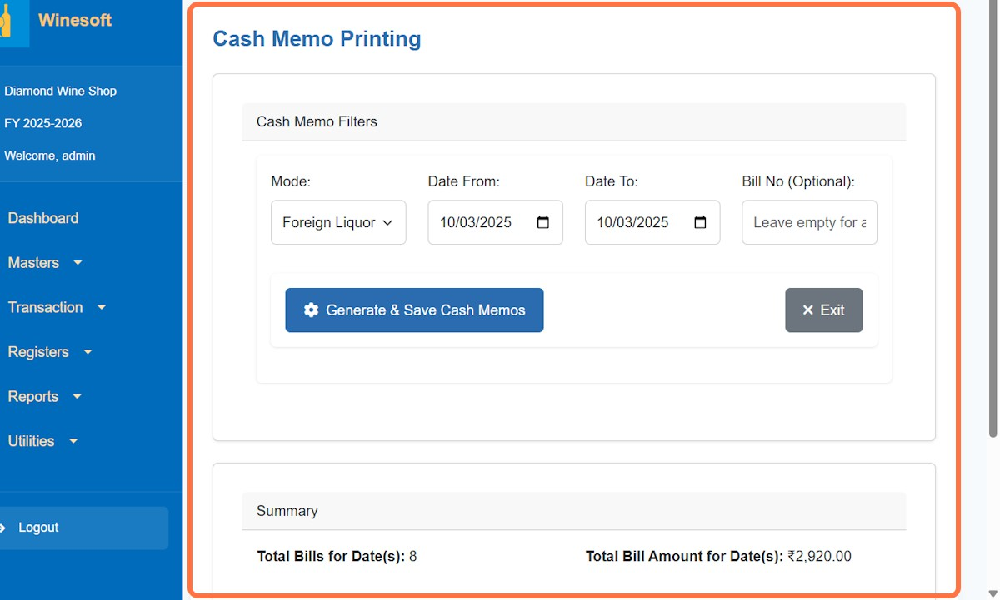 Winesoft
Diamond Wine Shop
FY 2025-2026
Welcome, admin
Dashboard
Masters
Transaction
Registers
Reports
Utilities
Logout
Cash Memo Printing
Cash Memo Filters
Mode: Date From: Date To: Bill No (Optional):
Foreign Liquor 10/03/2025 10/03/2025 Leave empty for a
Generate & Save Cash Memos Exit
Summary
Total Bills for Date(s): 8 Total Bill Amount for Date(s): ₹2,920.00